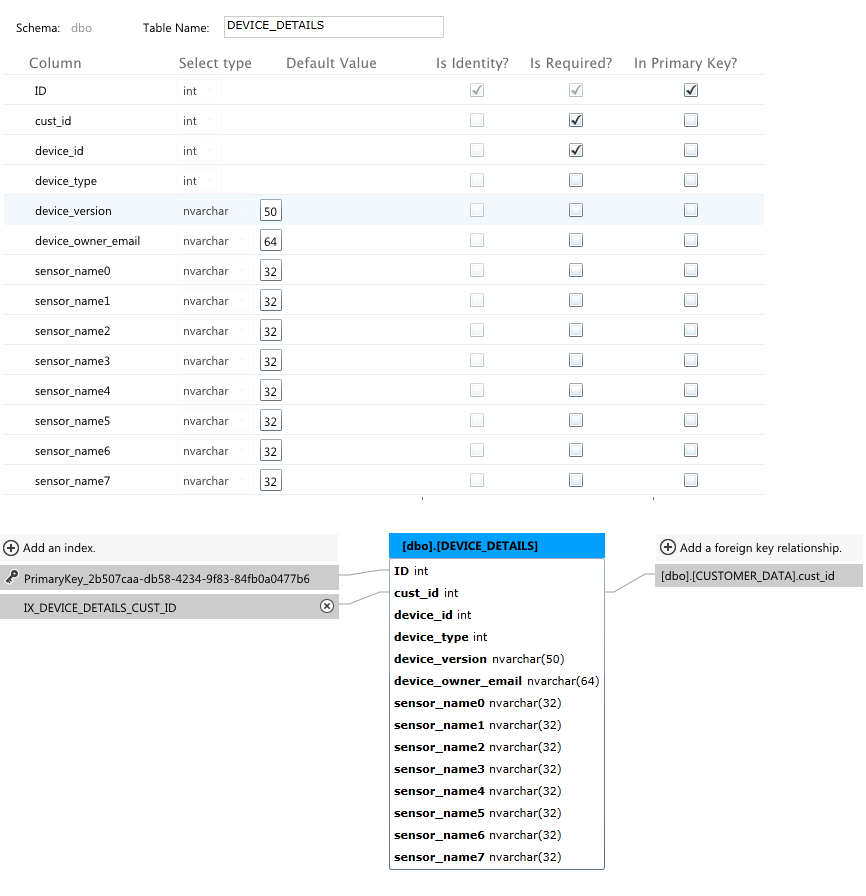 Schema: dbo Table Name: DEVICE_DETAILS
Column Select type Default Value Is Identity? Is Required? In Primary Key?
ID int
cust_id int
device_id int
device_type int
device_version nvarchar 50
device_owner_email nvarchar 64
sensor_name0 nvarchar 32
sensor_name1 nvarchar 32
sensor_name2 nvarchar 32
sensor_name3 nvarchar 32
sensor_name4 nvarchar 32
sensor_name5 nvarchar 32
sensor_name6 nvarchar 32
sensor_name7 nvarchar 32
Add an index.
PrimaryKey_2b507caa-db58-4234-9f83-84fb0a0477b6
IX_DEVICE_DETAILS_CUST_ID
[dbo].[DEVICE_DETAILS]
ID int
cust_id int
device_id int
device_type int
device_version nvarchar(50)
device_owner_email nvarchar(64)
sensor_name0 nvarchar(32)
sensor_name1 nvarchar(32)
sensor_name2 nvarchar(32)
sensor_name3 nvarchar(32)
sensor_name4 nvarchar(32)
sensor_name5 nvarchar(32)
sensor_name6 nvarchar(32)
sensor_name7 nvarchar(32)
Add a foreign key relationship.
[dbo].[CUSTOMER_DATA].cust_id